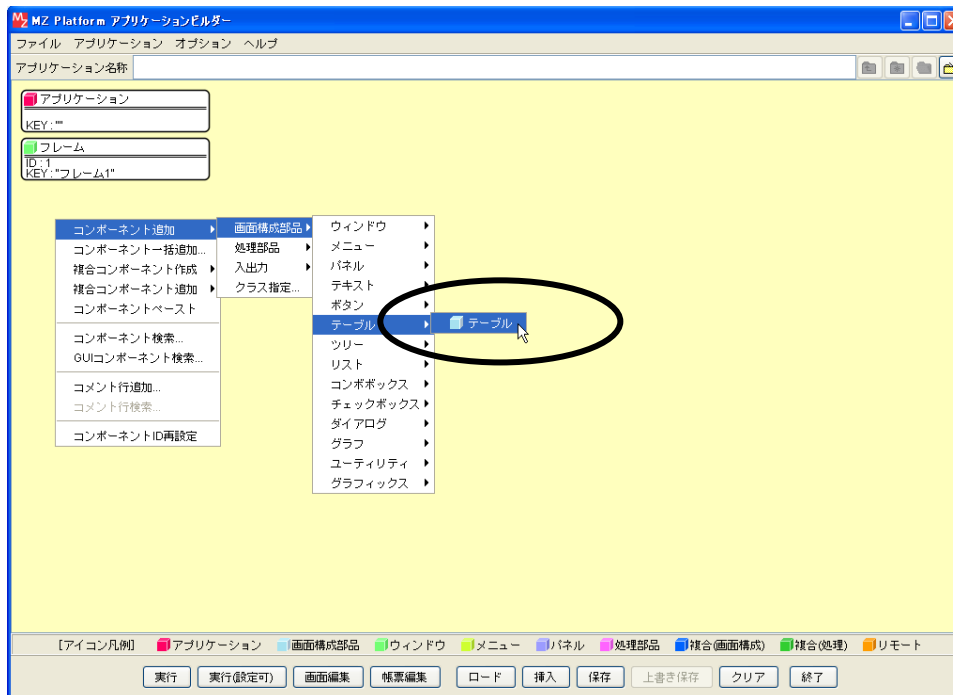 MZ Platform アプリケーションビルダー
ファイル アプリケーション オプション ヘルプ
アプリケーション名称
アプリケーション
KEY : ""
フレーム
ID : 1
KEY : "フレーム1"
コンポーネント追加
コンポーネント一括追加...
複合コンポーネント作成
複合コンポーネント追加
コンポーネントペースト
コンポーネント検索...
GUIコンポーネント検索...
コメント行追加...
コメント行検索...
コンポーネントID再設定
画面構成部品
処理部品
入出力
クラス指定...
ウィンドウ
メニュー
パネル
テキスト
ボタン
テーブル
ツリー
リスト
コンボボックス
チェックボックス
ダイアログ
グラフ
ユーティリティ
グラフィックス
テーブル
[アイコン凡例] アプリケーション 画面構成部品 ウィンドウ メニュー パネル 処理部品 複合(画面構成) 複合(処理) リモート
実行 実行(設定可) 画面編集 帳票編集 ロード 挿入 保存 上書き保存 クリア 終了